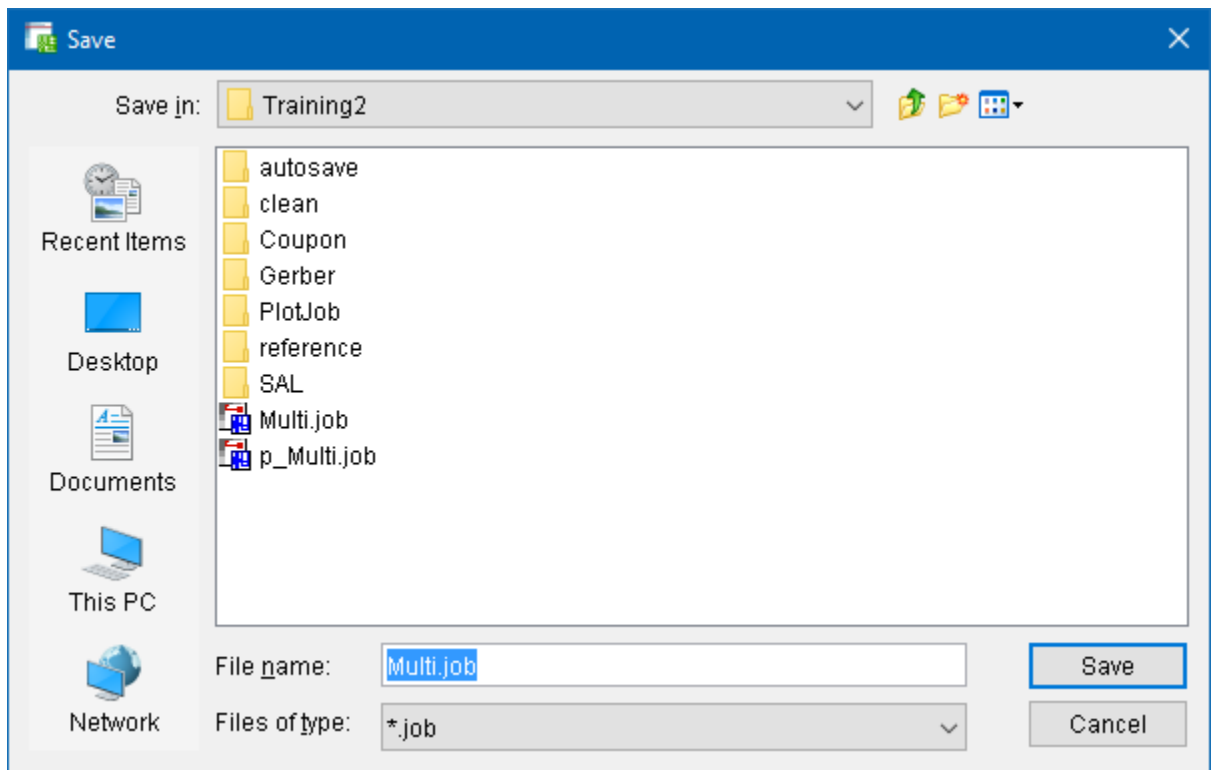 Save
Save in: Training2
autosave
clean
Coupon
Gerber
PlotJob
reference
SAL
Multi.job
p_Multi.job
Recent Items
Desktop
Documents
This PC
Network
File name: Multi.job Save
Files of type: *.job Cancel